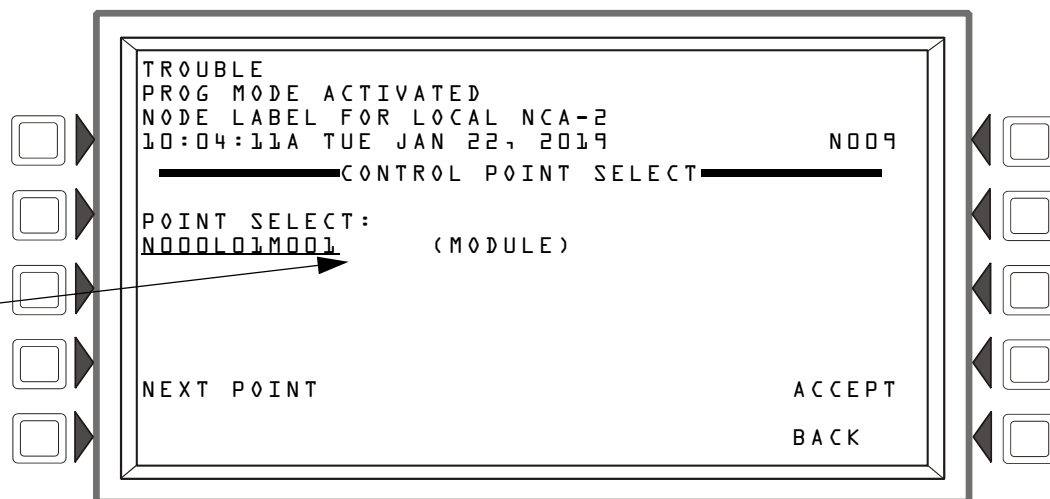 TROUBLE
PROG MODE ACTIVATED
NODE LABEL FOR LOCAL NCA-2
10:04:11A TUE JAN 22, 2019 N009
CONTROL POINT SELECT
POINT SELECT:
N000L01M001 (MODULE)
NEXT POINT ACCEPT
BACK